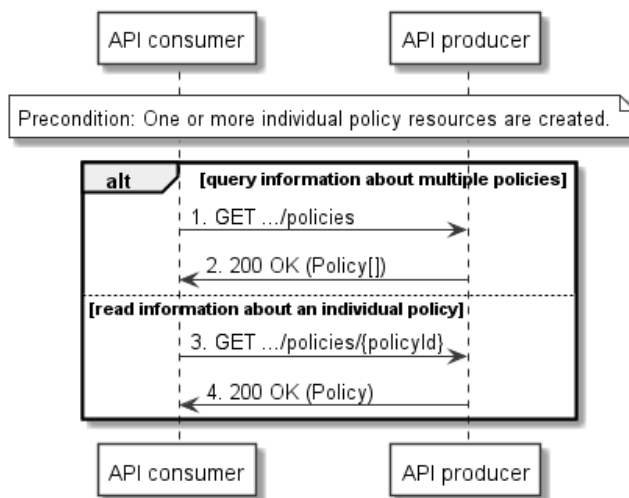 API consumer
API producer
Precondition: One or more individual policy resources are created.
alt
[query information about multiple policies]
1. GET .../policies
2. 200 OK (Policy[])
[read information about an individual policy]
3. GET .../policies/{policyId}
4. 200 OK (Policy)
API consumer
API producer